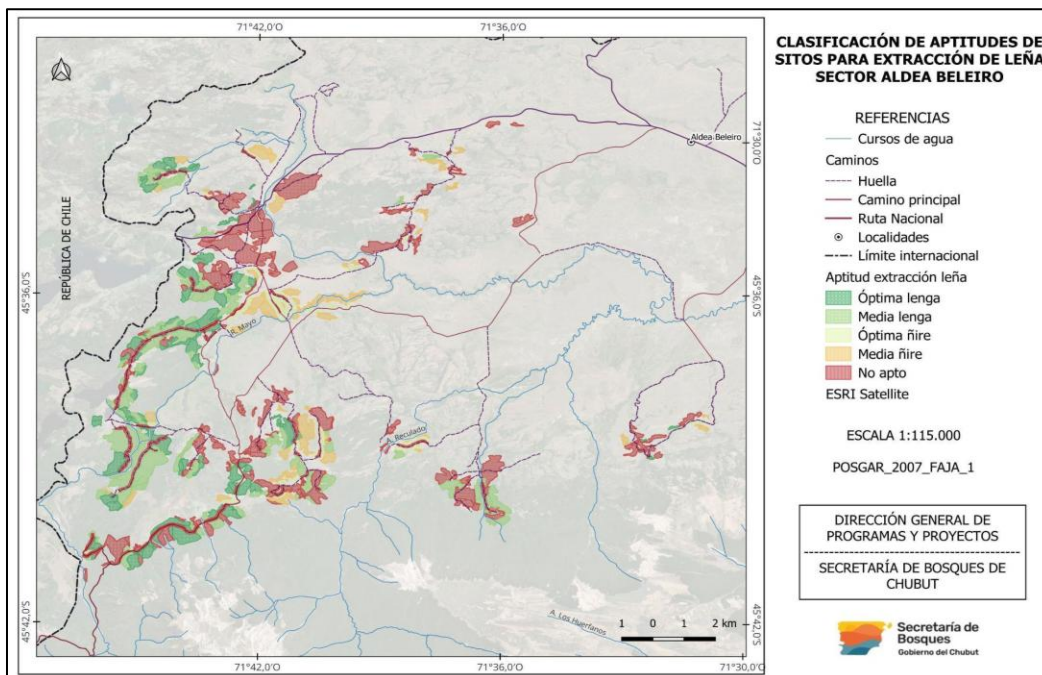 71°42,0'O
71°36,0'O
CLASIFICACIÓN DE APTITUDES DE
SITOS PARA EXTRACCIÓN DE LEÑA
SECTOR ALDEA BELEIRO
REFERENCIAS
Cursos de agua
Caminos
Huella
Camino principal
Ruta Nacional
Localidades
Límite internacional
Aptitud extracción leña
Óptima lenga
Media lenga
Óptima ñire
Media ñire
No apto
ESRI Satellite
ESCALA 1:115.000
POSGAR_2007_FAJA_1
DIRECCIÓN GENERAL DE
PROGRAMAS Y PROYECTOS
SECRETARÍA DE BOSQUES DE
CHUBUT
Secretaría de
Bosques
Gobierno del Chubut
Aldea Beleiro
71°30,0'O
REPÚBLICA DE CHILE
45°36,0'S
45°36,0'S
R. Mayo
A. Reculado
A. Los Huerfanos
1 0 1 2 km
45°42,0'S
45°42,0'S
71°42,0'O
71°36,0'O
71°30,0'O